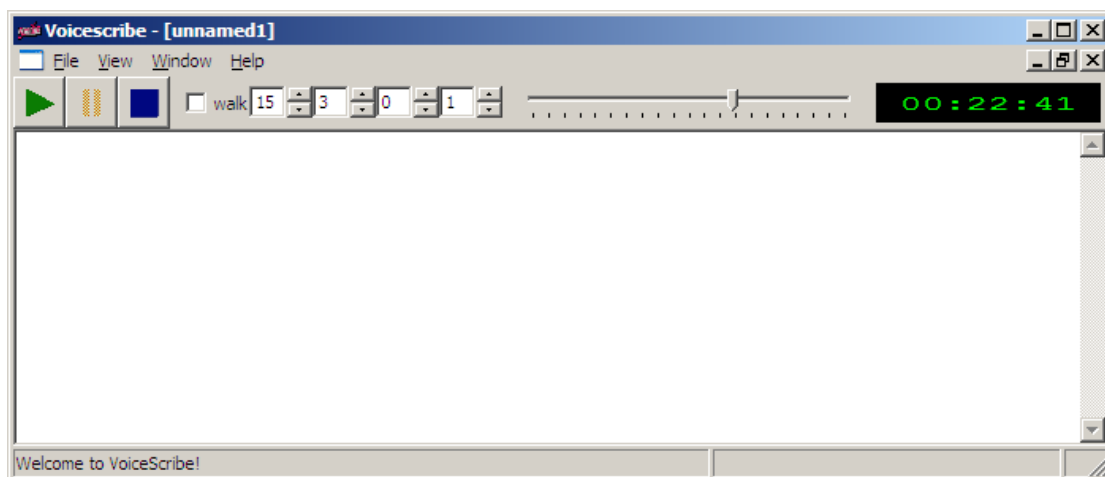 Voicescribe - [unnamed1]
File View Window Help
walk 15 3 0 1 00:22:41
Welcome to VoiceScribe!